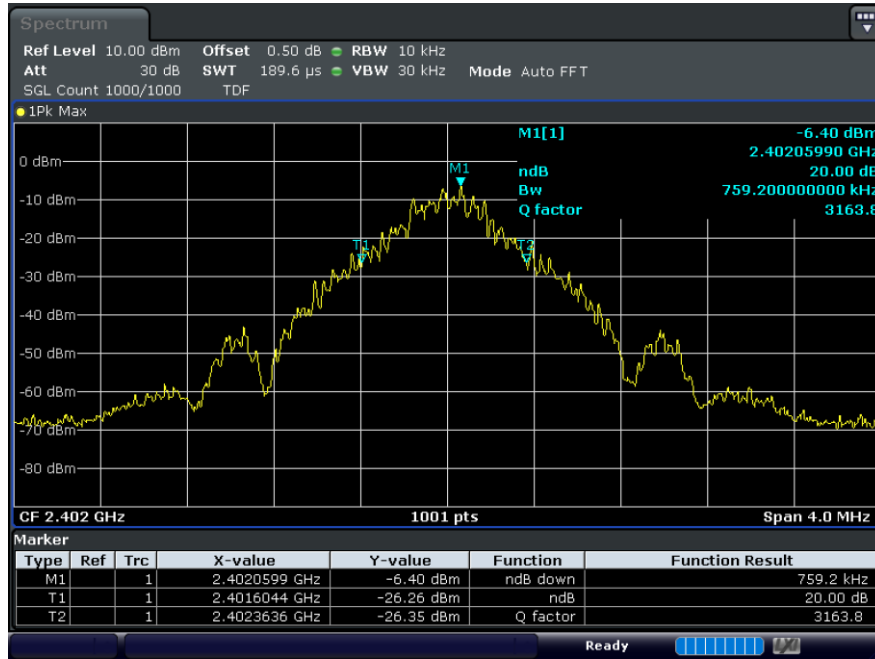 Spectrum
Ref Level 10.00 dBm Offset 0.50 dB RBW 10 kHz
Att 30 dB SWT 189.6 µs VBW 30 kHz Mode Auto FFT
SGL Count 1000/1000 TDF
1Pk Max
M1[1] -6.40 dBm
2.40205990 GHz
ndB 20.00 dB
Bw 759.200000000 kHz
Q factor 3163.8
M1
T1
T2
0 dBm
-10 dBm
-20 dBm
-30 dBm
-40 dBm
-50 dBm
-60 dBm
-70 dBm
-80 dBm
CF 2.402 GHz 1001 pts Span 4.0 MHz
Marker
Type Ref Trc X-value Y-value Function Function Result
M1 1 2.4020599 GHz -6.40 dBm ndB down 759.2 kHz
T1 1 2.4016044 GHz -26.26 dBm ndB 20.00 dB
T2 1 2.4023636 GHz -26.35 dBm Q factor 3163.8
Ready